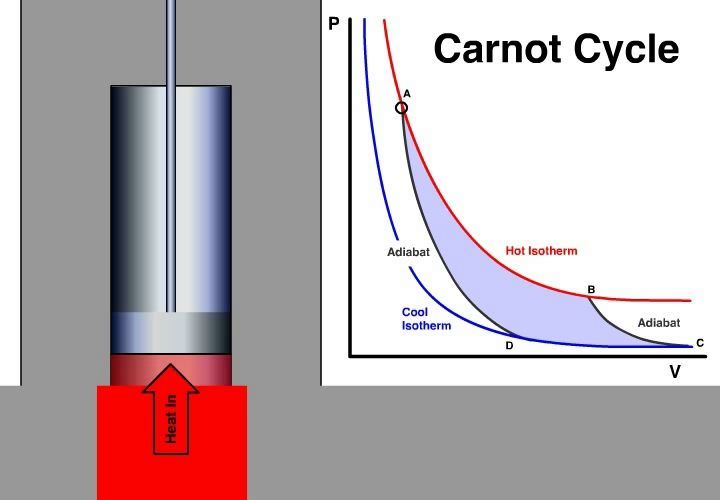 P
Carnot Cycle
A
Adiabat
Hot Isotherm
B
Cool
Isotherm
Adiabat
D
C
V
Heat In